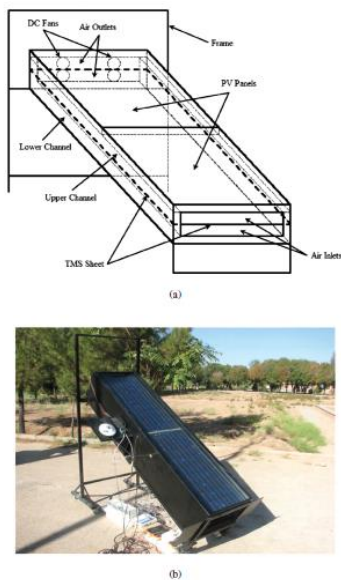 DC Fans
Air Outlets
Frame
PV Panels
Lower Channel
Upper Channel
TMS Sheet
Air Inlets
(a)
(b)